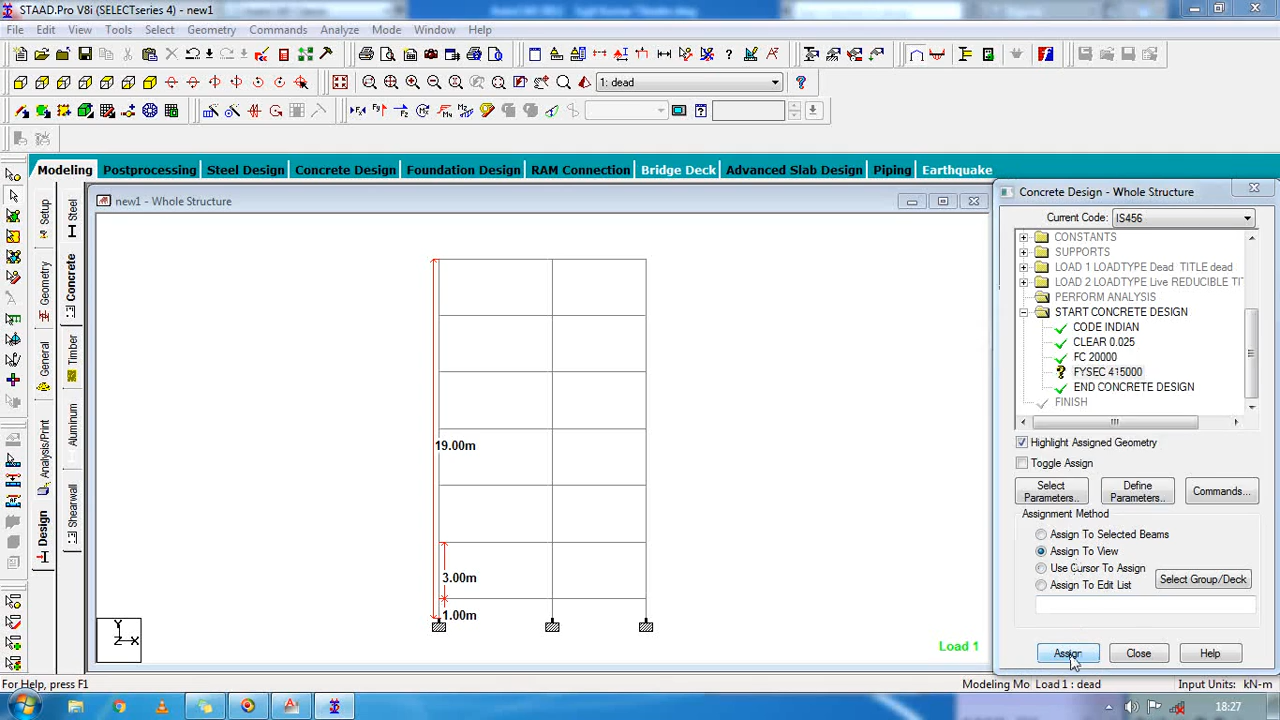 STAAD.Pro V8i (SELECTseries 4) - new1
File Edit View Tools Select Geometry Commands Analyze Mode Window Help
1: dead
Modeling Postprocessing Steel Design Concrete Design Foundation Design RAM Connection Bridge Deck Advanced Slab Design Piping Earthquake
Setup
Geometry
General
Analysis/Print
Design
Steel
Concrete
Timber
Aluminum
Shearwall
new1 - Whole Structure
19.00m
3.00m
1.00m
Y
Z X
Load 1
Concrete Design - Whole Structure
Current Code: IS456
CONSTANTS
SUPPORTS
LOAD 1 LOADTYPE Dead TITLE dead
LOAD 2 LOADTYPE Live REDUCIBLE TI
PERFORM ANALYSIS
START CONCRETE DESIGN
CODE INDIAN
CLEAR 0.025
FC 20000
FYSEC 415000
END CONCRETE DESIGN
FINISH
Highlight Assigned Geometry
Toggle Assign
Select Parameters..
Define Parameters..
Commands...
Assignment Method
Assign To Selected Beams
Assign To View
Use Cursor To Assign
Assign To Edit List
Select Group/Deck
Assign Close Help
For Help, press F1
Modeling Mo Load 1 : dead Input Units: kN-m
18:27